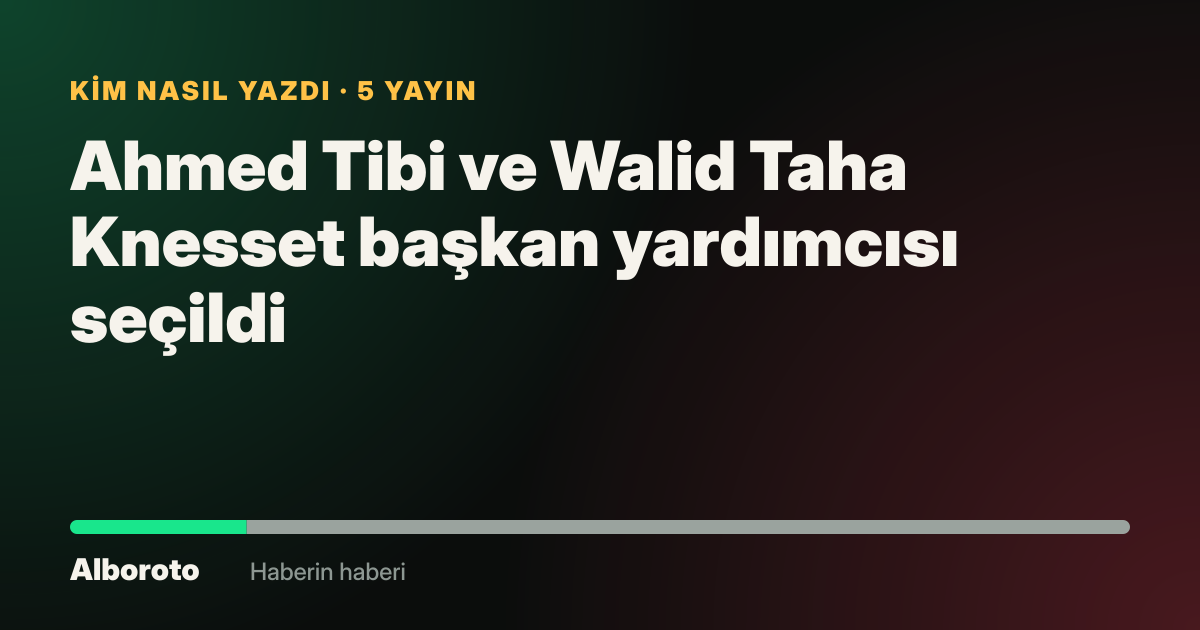 KİM NASIL YAZDI · 5 YAYIN
Ahmed Tibi ve Walid Taha
Knesset başkan yardımcısı
seçildi
Alboroto Haberin haberi